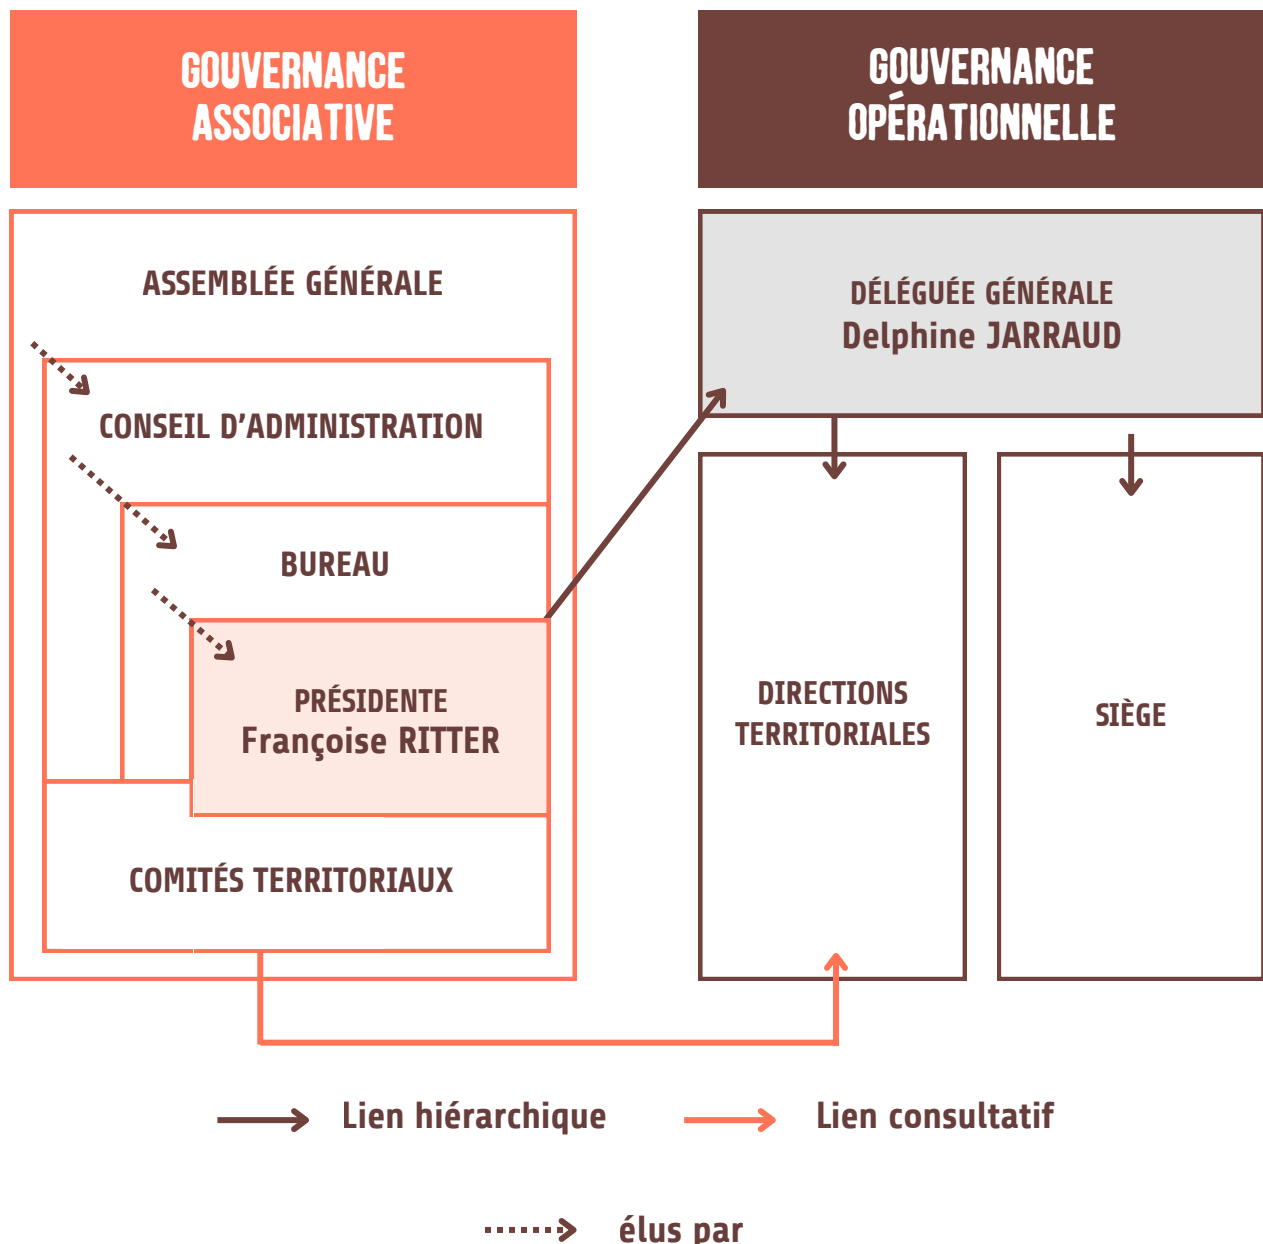 GOUVERNANCE
ASSOCIATIVE
GOUVERNANCE
OPÉRATIONNELLE
ASSEMBLÉE GÉNÉRALE
CONSEIL D’ADMINISTRATION
BUREAU
PRÉSIDENTE
Françoise RITTER
COMITÉS TERRITORIAUX
DÉLÉGUÉE GÉNÉRALE
Delphine JARRAUD
DIRECTIONS
TERRITORIALES
SIÈGE
Lien hiérarchique
Lien consultatif
élus par